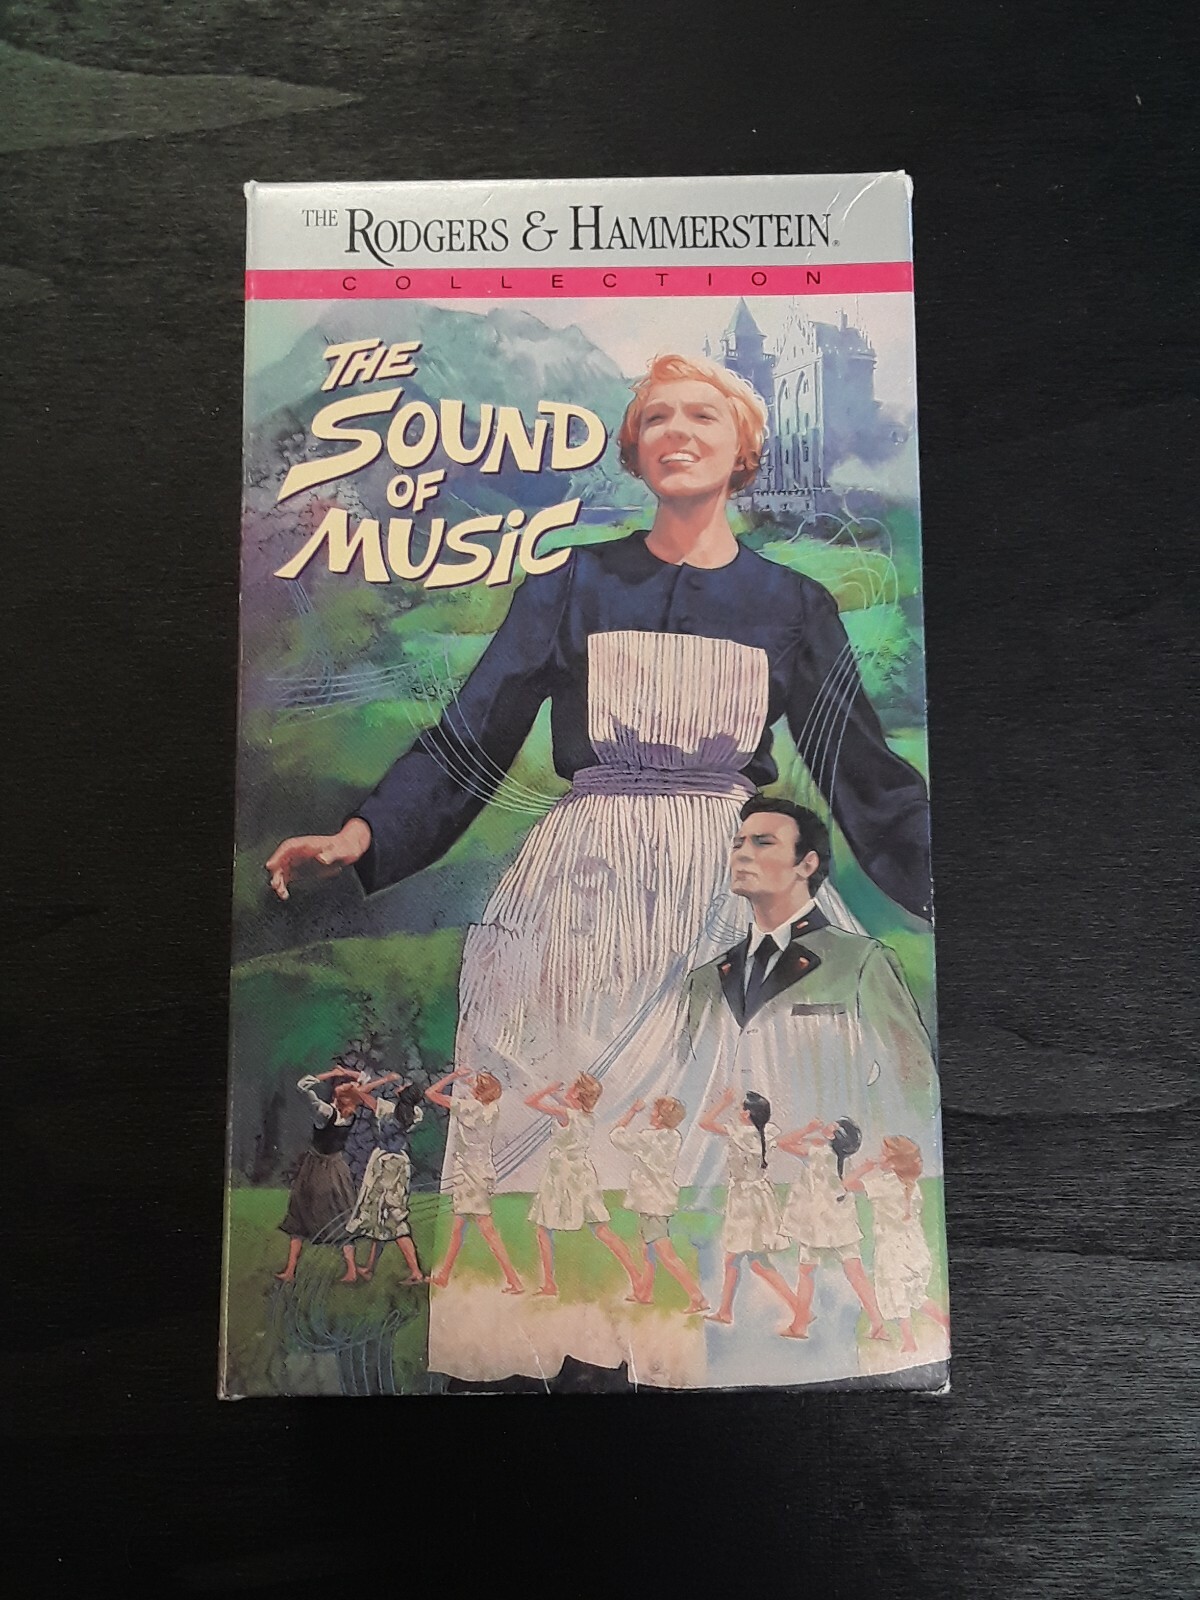 THE RODGERS & HAMMERSTEIN®
COLLECTION
THE
SOUND
OF
MUSiC